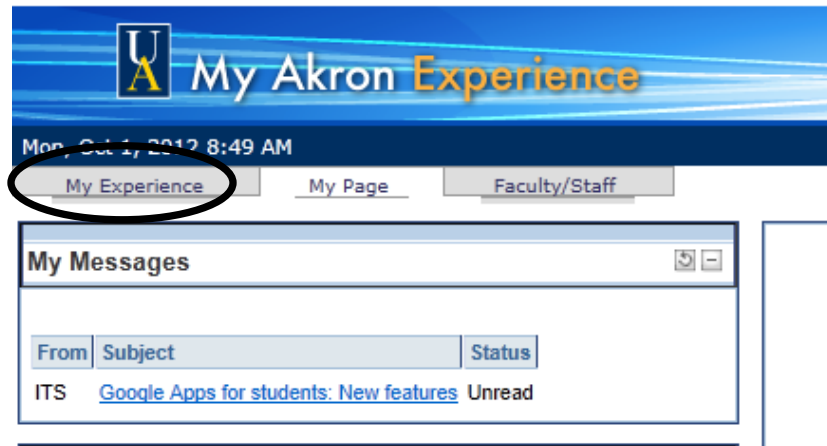 UA My Akron Experience
Mon, Oct 1, 2012 8:49 AM
My Experience My Page Faculty/Staff
My Messages
From Subject Status
ITS Google Apps for students: New features Unread